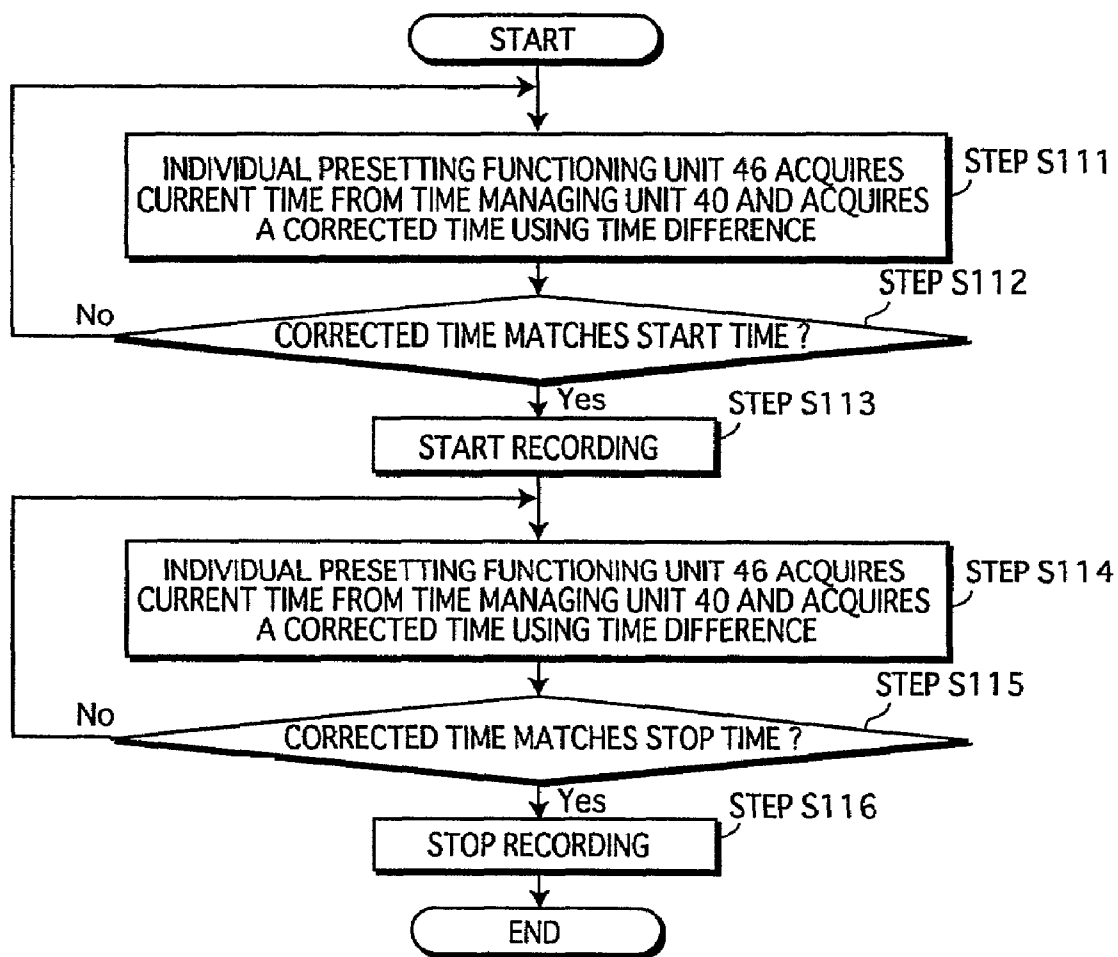 START
INDIVIDUAL PRESETTING FUNCTIONING UNIT 46 ACQUIRES
CURRENT TIME FROM TIME MANAGING UNIT 40 AND ACQUIRES
A CORRECTED TIME USING TIME DIFFERENCE
STEP S111
STEP S112
No
CORRECTED TIME MATCHES START TIME ?
Yes
STEP S113
START RECORDING
INDIVIDUAL PRESETTING FUNCTIONING UNIT 46 ACQUIRES
CURRENT TIME FROM TIME MANAGING UNIT 40 AND ACQUIRES
A CORRECTED TIME USING TIME DIFFERENCE
STEP S114
STEP S115
No
CORRECTED TIME MATCHES STOP TIME ?
Yes
STEP S116
STOP RECORDING
END